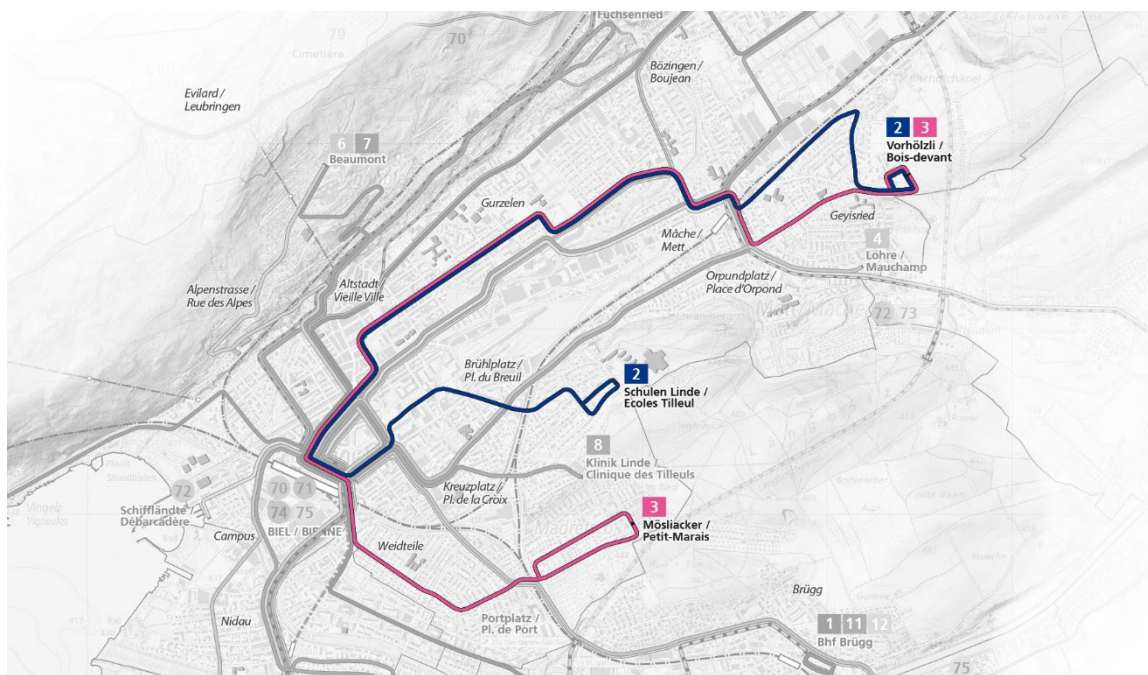 79
Cimetière
70
Fuchsenried
Bözingen /
Boujean
Evilard /
Leubringen
6 7
Beaumont
2 3
Vorhölzli /
Bois-devant
Gurzelen
Geyisried
Mâche /
Mett
4
Löhre /
Mauchamp
Alpenstrasse /
Rue des Alpes
Altstadt /
Vieille Ville
Orpundplatz /
Place d'Orpond
72 73
Brühlplatz /
Pl. du Breuil
2
Schulen Linde /
Ecoles Tilleul
8
Klinik Linde /
Clinique des Tilleuls
Kreuzplatz /
Pl. de la Croix
72
Schifflände /
Débarcadère
70 71
74 75
BIEL / BIENNE
3
Mösliacker /
Petit-Marais
Campus
Weidteile
Portplatz /
Pl. de Port
Nidau
Brügg
1 11 12
Bhf Brügg
75